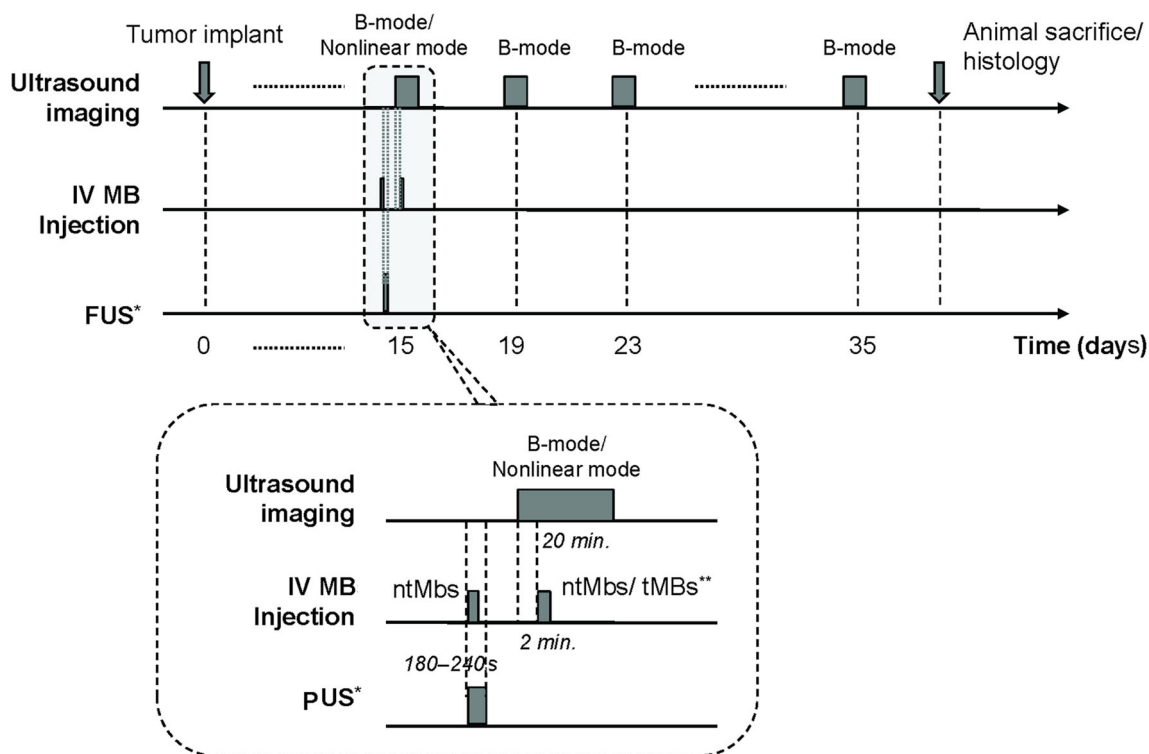 Tumor implant
B-mode/
Nonlinear mode
B-mode
B-mode
B-mode
Animal sacrifice/
histology
Ultrasound
imaging
IV MB
Injection
FUS*
0
15
19
23
35
Time (days)
B-mode/
Nonlinear mode
Ultrasound
imaging
20 min.
IV MB
Injection
ntMbs
ntMbs/ tMBs**
2 min.
180–240s
pUS*